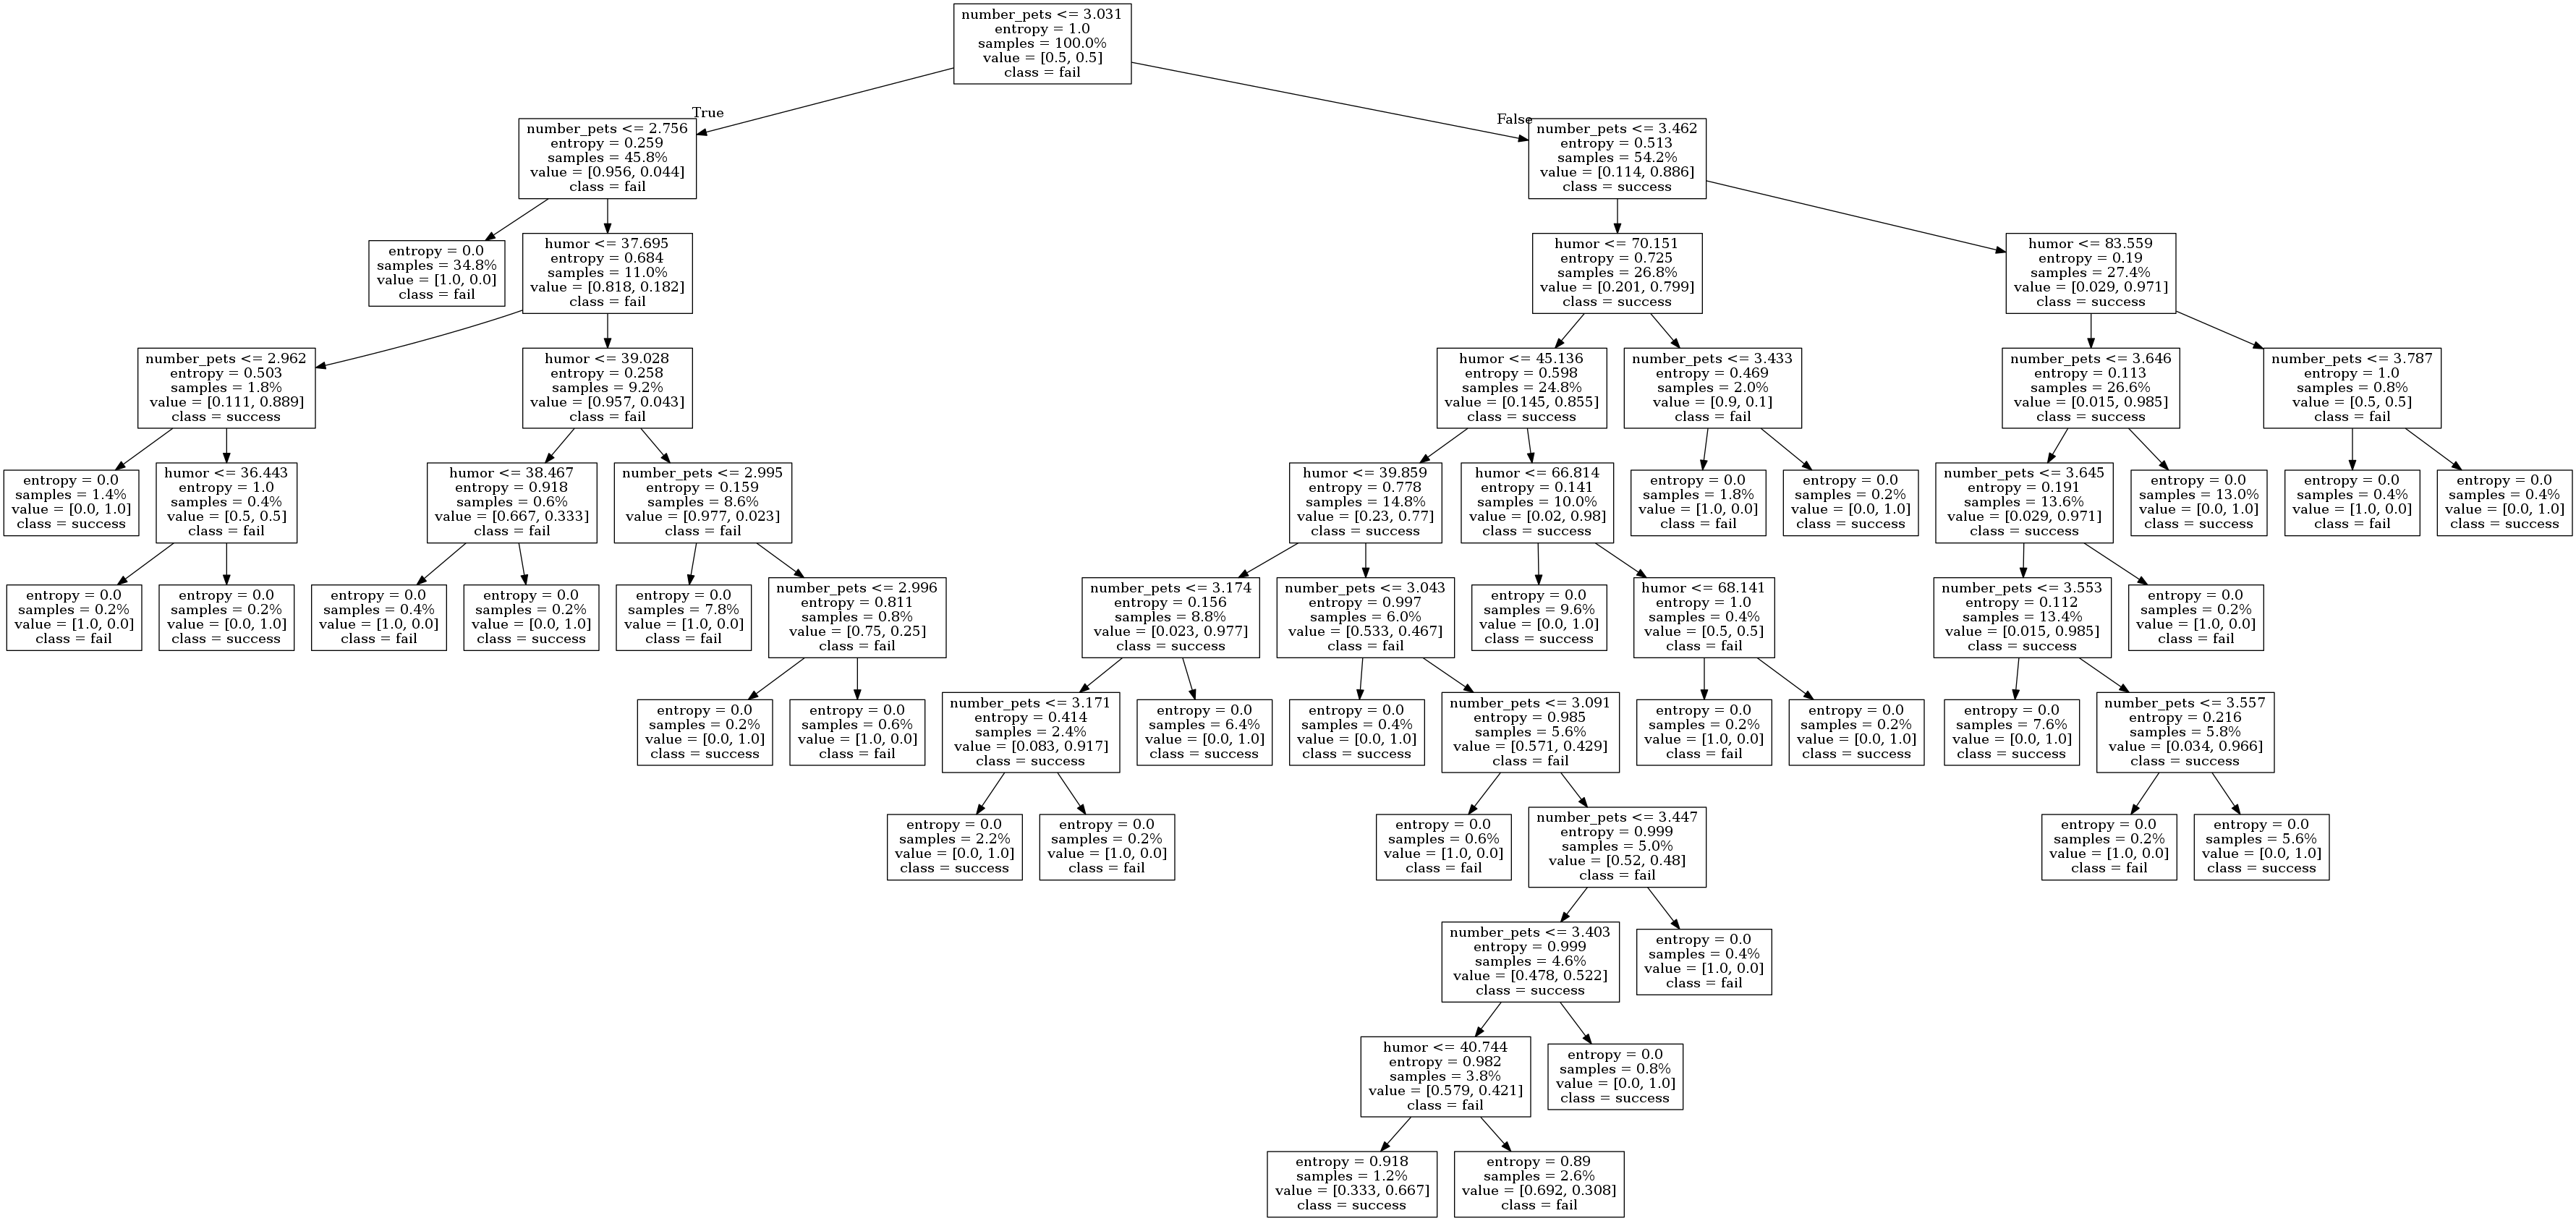 number_pets <= 3.031
entropy = 1.0
samples = 100.0%
value = [0.5, 0.5]
class = fail
True
False
number_pets <= 2.756
entropy = 0.259
samples = 45.8%
value = [0.956, 0.044]
class = fail
number_pets <= 3.462
entropy = 0.513
samples = 54.2%
value = [0.114, 0.886]
class = success
entropy = 0.0
samples = 34.8%
value = [1.0, 0.0]
class = fail
humor <= 37.695
entropy = 0.684
samples = 11.0%
value = [0.818, 0.182]
class = fail
humor <= 70.151
entropy = 0.725
samples = 26.8%
value = [0.201, 0.799]
class = success
humor <= 83.559
entropy = 0.19
samples = 27.4%
value = [0.029, 0.971]
class = success
number_pets <= 2.962
entropy = 0.503
samples = 1.8%
value = [0.111, 0.889]
class = success
humor <= 39.028
entropy = 0.258
samples = 9.2%
value = [0.957, 0.043]
class = fail
humor <= 45.136
entropy = 0.598
samples = 24.8%
value = [0.145, 0.855]
class = success
number_pets <= 3.433
entropy = 0.469
samples = 2.0%
value = [0.9, 0.1]
class = fail
number_pets <= 3.646
entropy = 0.113
samples = 26.6%
value = [0.015, 0.985]
class = success
number_pets <= 3.787
entropy = 1.0
samples = 0.8%
value = [0.5, 0.5]
class = fail
entropy = 0.0
samples = 1.4%
value = [0.0, 1.0]
class = success
humor <= 36.443
entropy = 1.0
samples = 0.4%
value = [0.5, 0.5]
class = fail
humor <= 38.467
entropy = 0.918
samples = 0.6%
value = [0.667, 0.333]
class = fail
number_pets <= 2.995
entropy = 0.159
samples = 8.6%
value = [0.977, 0.023]
class = fail
humor <= 39.859
entropy = 0.778
samples = 14.8%
value = [0.23, 0.77]
class = success
humor <= 66.814
entropy = 0.141
samples = 10.0%
value = [0.02, 0.98]
class = success
entropy = 0.0
samples = 1.8%
value = [1.0, 0.0]
class = fail
entropy = 0.0
samples = 0.2%
value = [0.0, 1.0]
class = success
number_pets <= 3.645
entropy = 0.191
samples = 13.6%
value = [0.029, 0.971]
class = success
entropy = 0.0
samples = 13.0%
value = [0.0, 1.0]
class = success
entropy = 0.0
samples = 0.4%
value = [1.0, 0.0]
class = fail
entropy = 0.0
samples = 0.4%
value = [0.0, 1.0]
class = success
entropy = 0.0
samples = 0.2%
value = [1.0, 0.0]
class = fail
entropy = 0.0
samples = 0.2%
value = [0.0, 1.0]
class = success
entropy = 0.0
samples = 0.4%
value = [1.0, 0.0]
class = fail
entropy = 0.0
samples = 0.2%
value = [0.0, 1.0]
class = success
entropy = 0.0
samples = 7.8%
value = [1.0, 0.0]
class = fail
number_pets <= 2.996
entropy = 0.811
samples = 0.8%
value = [0.75, 0.25]
class = fail
number_pets <= 3.174
entropy = 0.156
samples = 8.8%
value = [0.023, 0.977]
class = success
number_pets <= 3.043
entropy = 0.997
samples = 6.0%
value = [0.533, 0.467]
class = fail
entropy = 0.0
samples = 9.6%
value = [0.0, 1.0]
class = success
humor <= 68.141
entropy = 1.0
samples = 0.4%
value = [0.5, 0.5]
class = fail
number_pets <= 3.553
entropy = 0.112
samples = 13.4%
value = [0.015, 0.985]
class = success
entropy = 0.0
samples = 0.2%
value = [1.0, 0.0]
class = fail
entropy = 0.0
samples = 0.2%
value = [0.0, 1.0]
class = success
entropy = 0.0
samples = 0.6%
value = [1.0, 0.0]
class = fail
number_pets <= 3.171
entropy = 0.414
samples = 2.4%
value = [0.083, 0.917]
class = success
entropy = 0.0
samples = 6.4%
value = [0.0, 1.0]
class = success
entropy = 0.0
samples = 0.4%
value = [0.0, 1.0]
class = success
number_pets <= 3.091
entropy = 0.985
samples = 5.6%
value = [0.571, 0.429]
class = fail
entropy = 0.0
samples = 0.2%
value = [1.0, 0.0]
class = fail
entropy = 0.0
samples = 0.2%
value = [0.0, 1.0]
class = success
entropy = 0.0
samples = 7.6%
value = [0.0, 1.0]
class = success
number_pets <= 3.557
entropy = 0.216
samples = 5.8%
value = [0.034, 0.966]
class = success
entropy = 0.0
samples = 2.2%
value = [0.0, 1.0]
class = success
entropy = 0.0
samples = 0.2%
value = [1.0, 0.0]
class = fail
entropy = 0.0
samples = 0.6%
value = [1.0, 0.0]
class = fail
number_pets <= 3.447
entropy = 0.999
samples = 5.0%
value = [0.52, 0.48]
class = fail
entropy = 0.0
samples = 0.2%
value = [1.0, 0.0]
class = fail
entropy = 0.0
samples = 5.6%
value = [0.0, 1.0]
class = success
number_pets <= 3.403
entropy = 0.999
samples = 4.6%
value = [0.478, 0.522]
class = success
entropy = 0.0
samples = 0.4%
value = [1.0, 0.0]
class = fail
humor <= 40.744
entropy = 0.982
samples = 3.8%
value = [0.579, 0.421]
class = fail
entropy = 0.0
samples = 0.8%
value = [0.0, 1.0]
class = success
entropy = 0.918
samples = 1.2%
value = [0.333, 0.667]
class = success
entropy = 0.89
samples = 2.6%
value = [0.692, 0.308]
class = fail